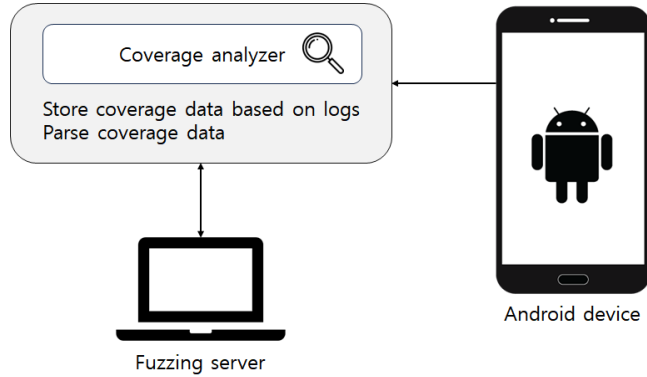 Coverage analyzer
Store coverage data based on logs
Parse coverage data
Android device
Fuzzing server